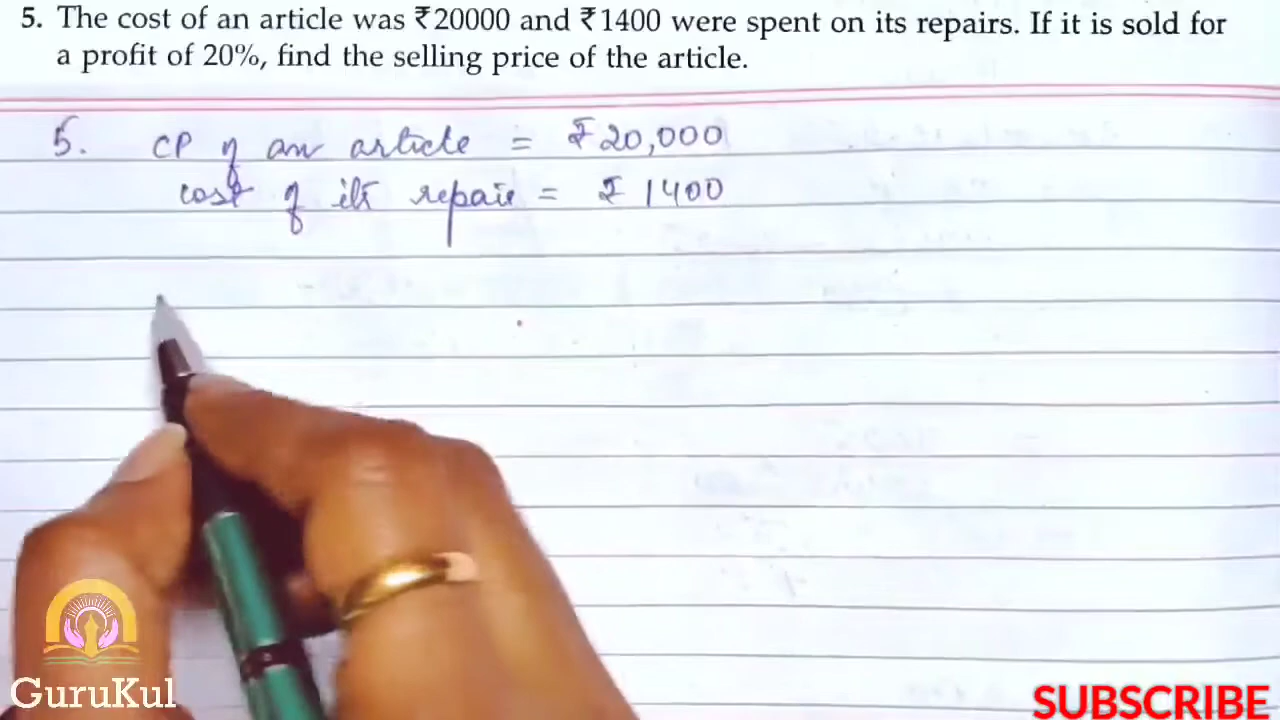 5. The cost of an article was ₹20000 and ₹1400 were spent on its repairs. If it is sold for
a profit of 20%, find the selling price of the article.
5. CP of an article = ₹20,000
cost of its repair = ₹1400
GuruKul
SUBSCRIBE